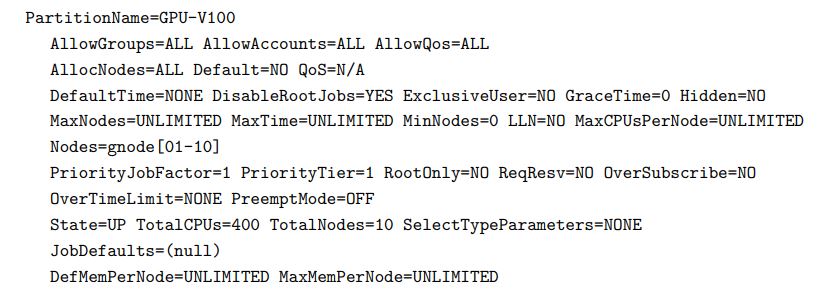 PartitionName=GPU-V100
AllowGroups=ALL AllowAccounts=ALL AllowQos=ALL
AllocNodes=ALL Default=NO QoS=N/A
DefaultTime=NONE DisableRootJobs=YES ExclusiveUser=NO GraceTime=0 Hidden=NO
MaxNodes=UNLIMITED MaxTime=UNLIMITED MinNodes=0 LLN=NO MaxCPUsPerNode=UNLIMITED
Nodes=gnode[01-10]
PriorityJobFactor=1 PriorityTier=1 RootOnly=NO ReqResv=NO OverSubscribe=NO
OverTimeLimit=NONE PreemptMode=OFF
State=UP TotalCPUs=400 TotalNodes=10 SelectTypeParameters=NONE
JobDefaults=(null)
DefMemPerNode=UNLIMITED MaxMemPerNode=UNLIMITED